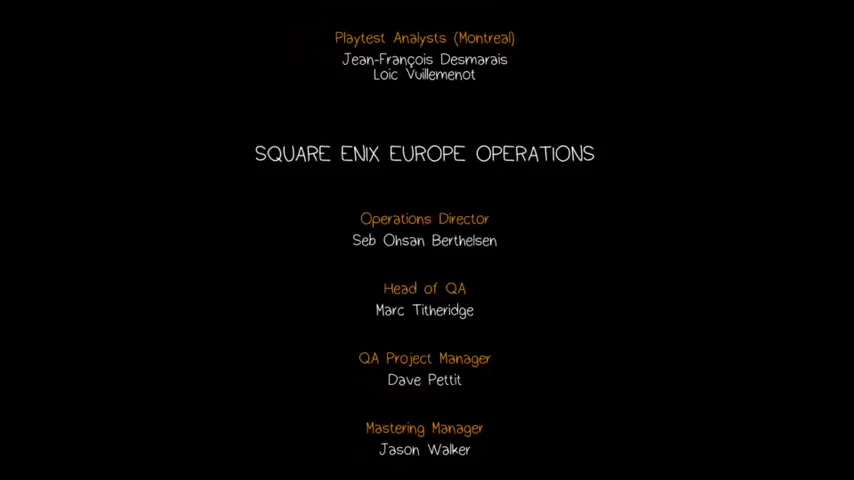 Playtest Analysts (Montreal)
Jean-François Desmarais
Loic Vuillemenot
SQUARE ENIX EUROPE OPERATIONS
Operations Director
Seb Ohsan Berthelsen
Head of QA
Marc Titheridge
QA Project Manager
Dave Pettit
Mastering Manager
Jason Walker